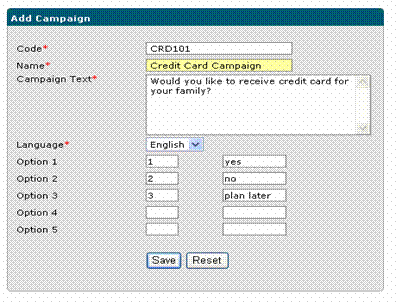 Add Campaign
Code* CRD101
Name* Credit Card Campaign
Campaign Text* Would you like to receive credit card for
your family?
Language* English
Option 1 1 yes
Option 2 2 no
Option 3 3 plan later
Option 4
Option 5
Save Reset